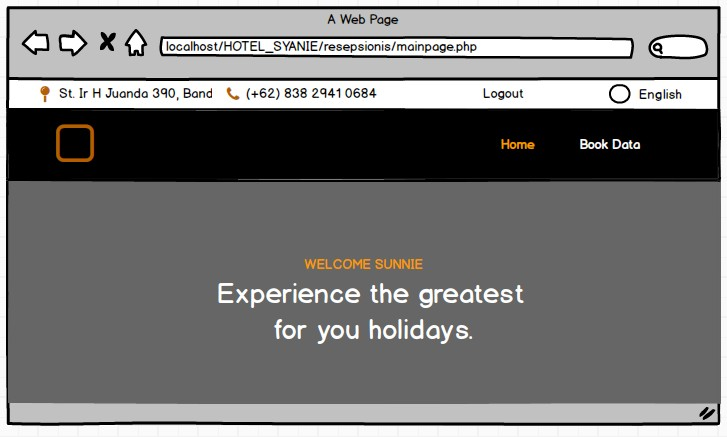 A Web Page
localhost/HOTEL_SYANIE/resepsionis/mainpage.php
St. Ir H Juanda 390, Band (+62) 838 2941 0684 Logout English
Home Book Data
WELCOME SUNNIE
Experience the greatest
for you holidays.